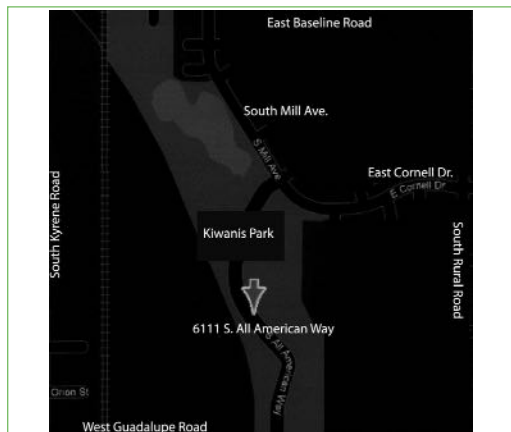 East Baseline Road
South Mill Ave.
S Mill Ave
East Cornell Dr.
E Cornell Dr
South Kyrene Road
Kiwanis Park
South Rural Road
6111 S. All American Way
S All American Way
Orion St
West Guadalupe Road